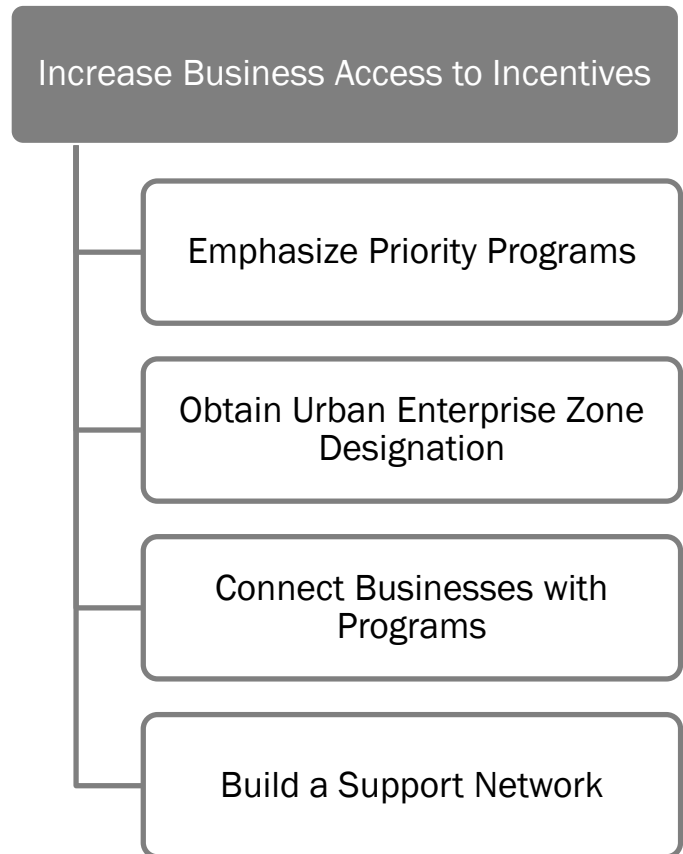 Increase Business Access to Incentives
Emphasize Priority Programs
Obtain Urban Enterprise Zone
Designation
Connect Businesses with
Programs
Build a Support Network